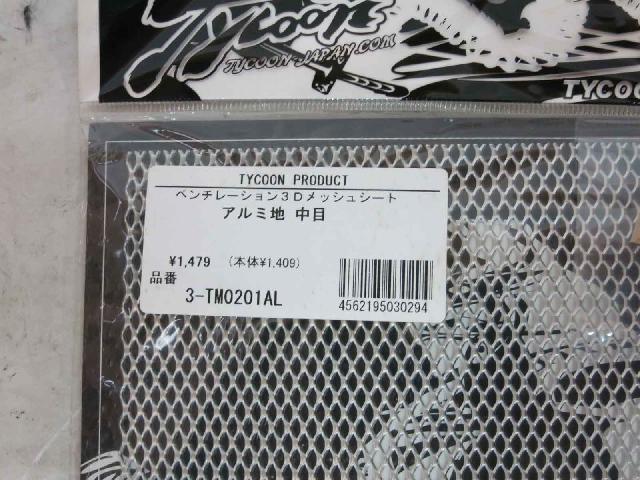 Tycoon
TYCOON-JAPAN.COM
TYCOO
TYCOON PRODUCT
ベンチレーション3Dメッシュシート
アルミ地 中目
¥1,479 (本体¥1,409)
品番
3-TM0201AL
4562195030294